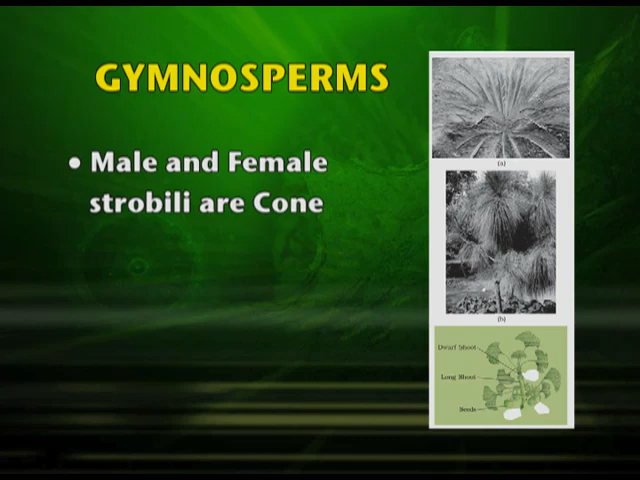 GYMNOSPERMS
• Male and Female
strobili are Cone
(a)
(b)
Dwarf Shoot
Long Shoot
Seeds